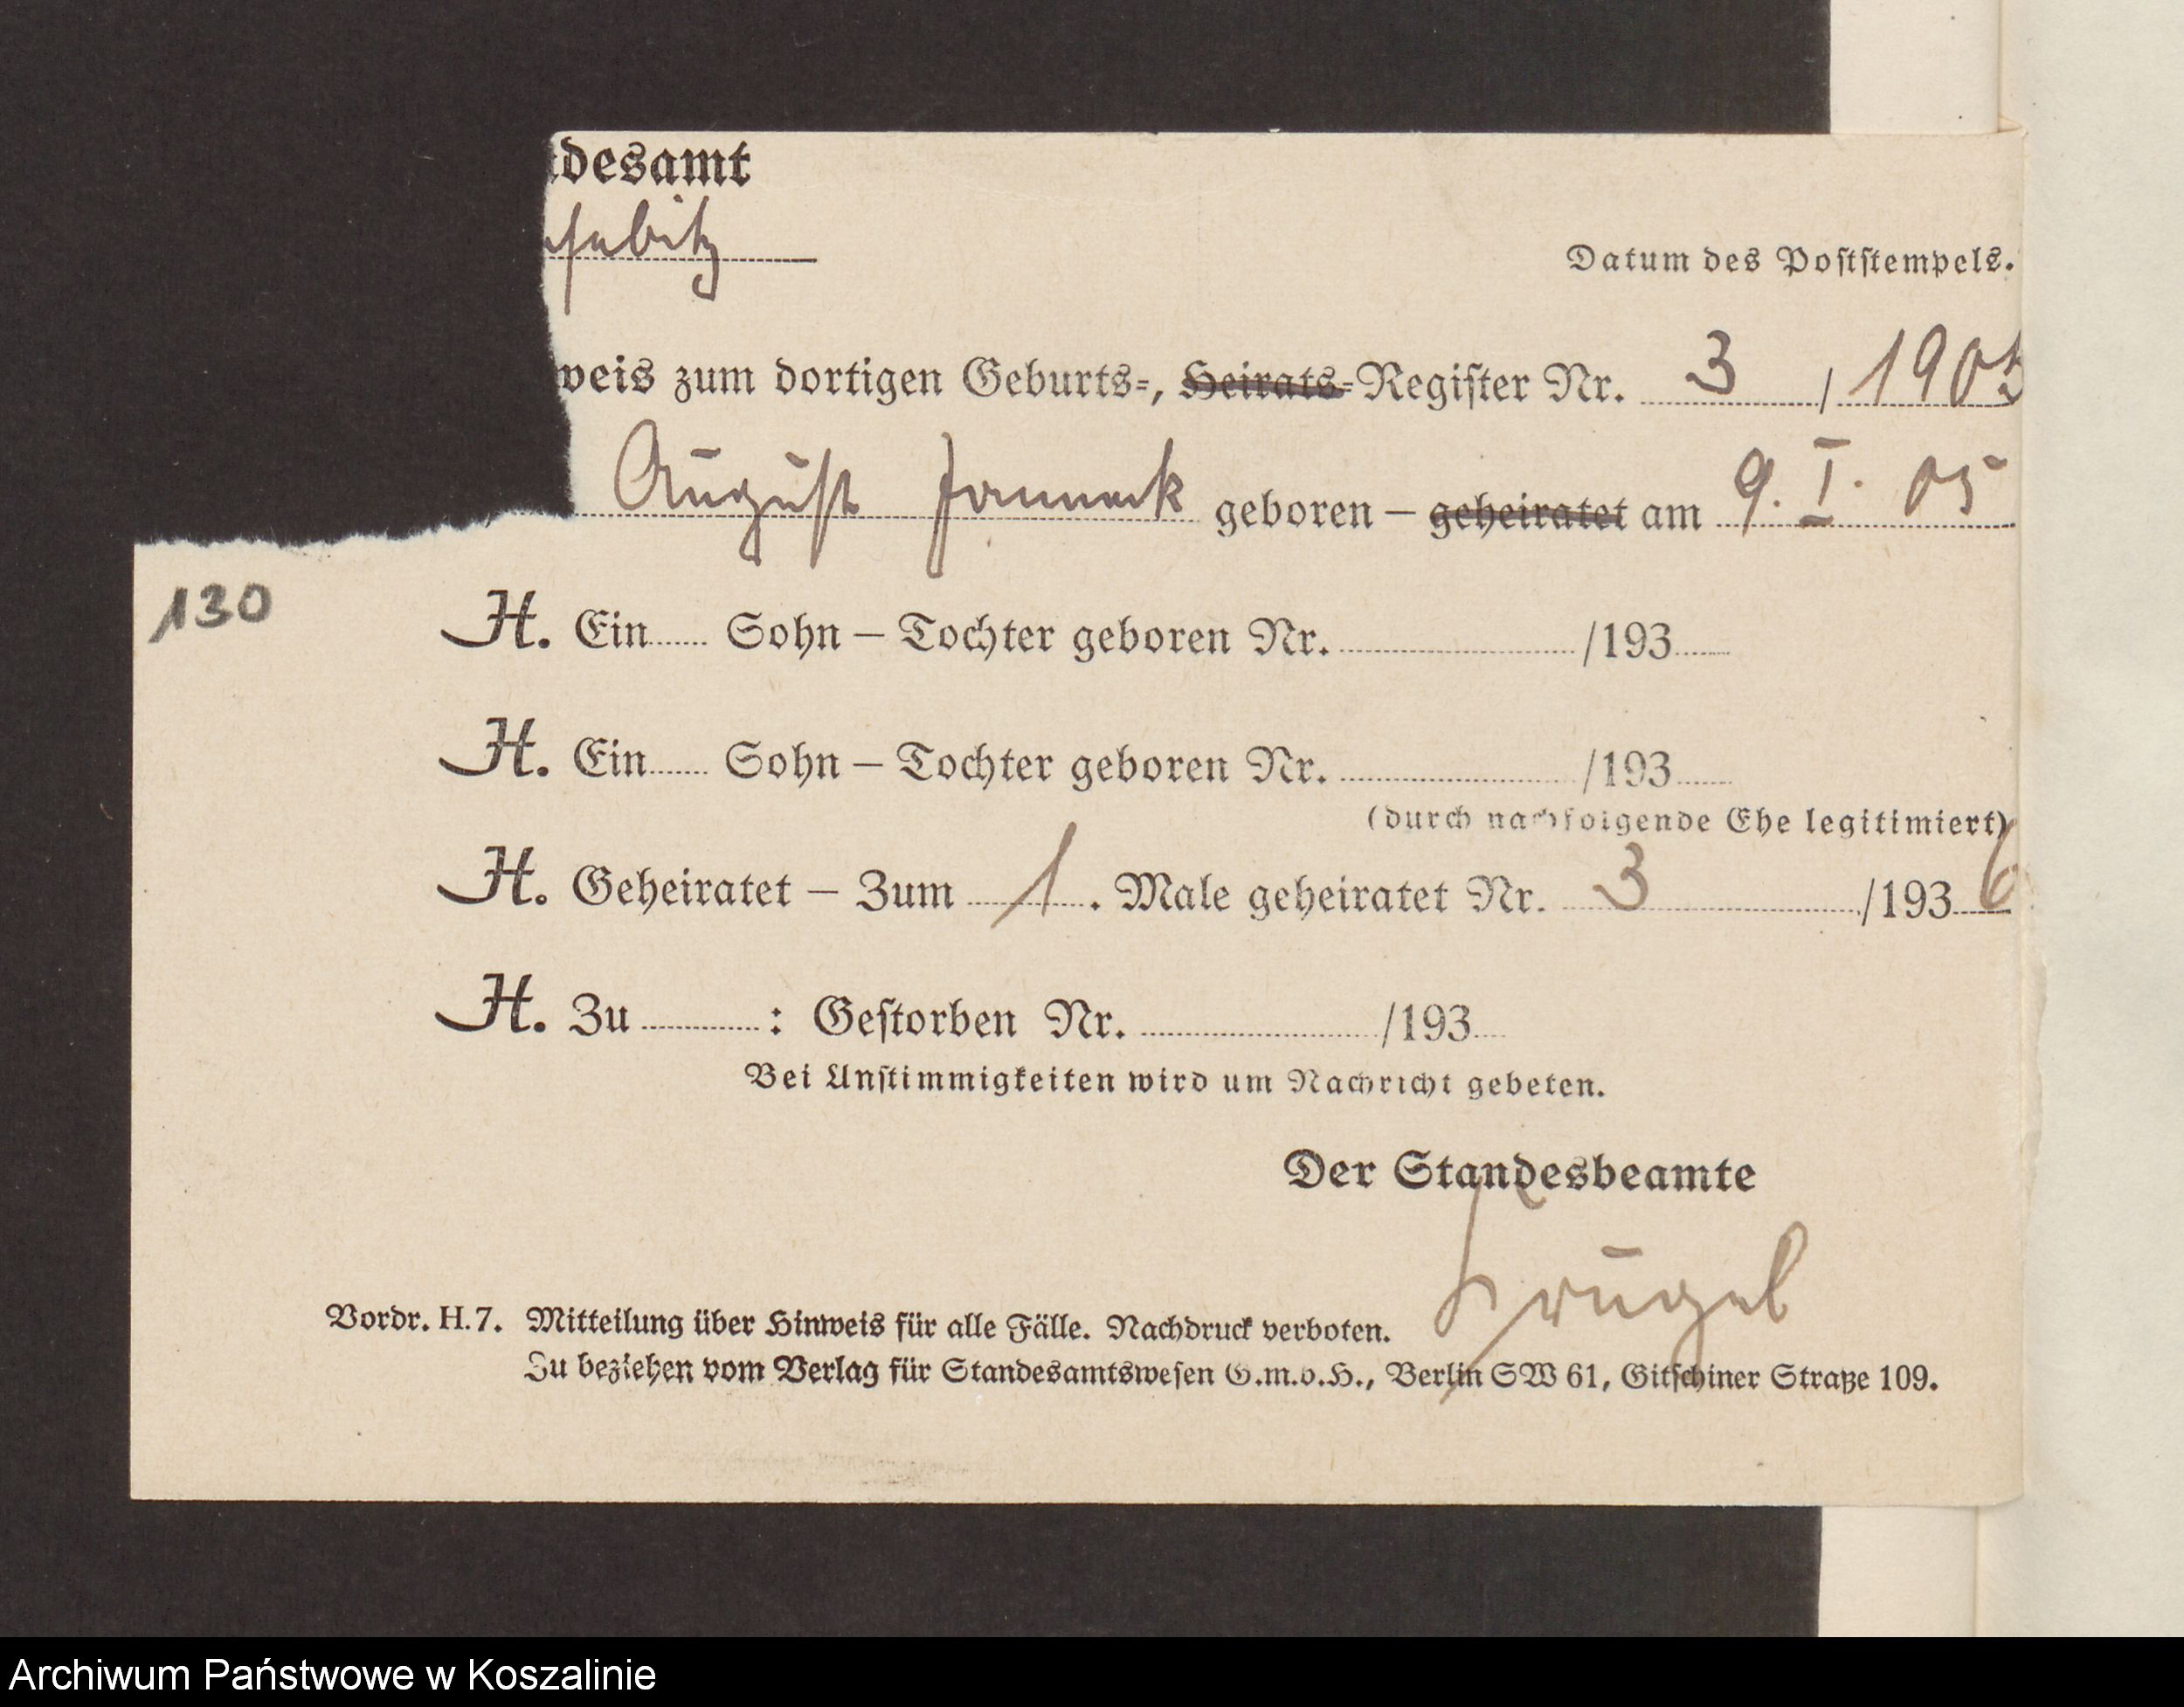 desamt
Datum des Poststempels.
weis zum dortigen Geburts-, Heirats-Register Nr. 3 / 1905
August Janneck geboren – geheiratet am 9. I. 05
130
H. Ein Sohn – Tochter geboren Nr. /193
H. Ein Sohn – Tochter geboren Nr. /193
(durch nachfolgende Ehe legitimiert)
H. Geheiratet – Zum 1. Male geheiratet Nr. 3 /1936
H. Zu : Gestorben Nr. /193
Bei Unstimmigkeiten wird um Nachricht gebeten.
Der Standesbeamte
Krügel
Vordr. H.7. Mitteilung über Hinweis für alle Fälle. Nachdruck verboten.
Zu beziehen vom Verlag für Standesamtswesen G.m.b.H., Berlin SW 61, Gitschiner Straße 109.
Archiwum Państwowe w Koszalinie